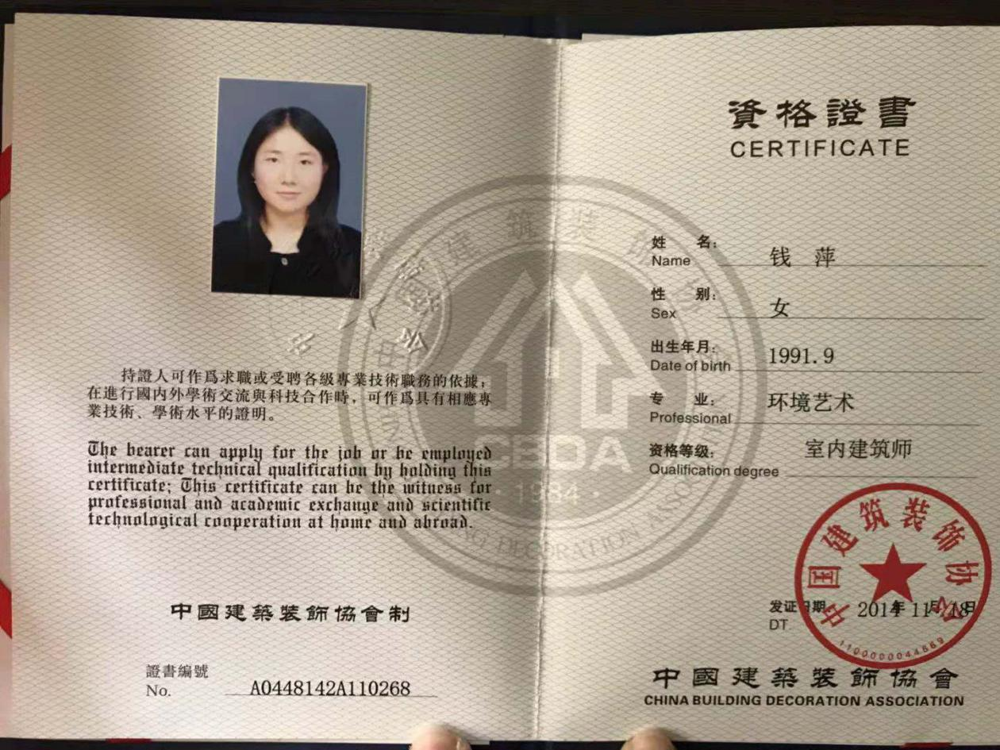 持證人可作爲求職或受聘各級專業技術職務的依據；
在進行國内外學術交流與科技合作時，可作爲具有相應專
業技術、學術水平的證明。
The bearer can apply for the job or be employed
intermediate technical qualification by holding this
certificate; This certificate can be the witness for
professional and academic exchange and scientific
technological cooperation at home and abroad.
中國建築裝飾協會制
證書編號
No. A0448142A110268
資格證書
CERTIFICATE
姓 名：
Name 钱 萍
性 别：
Sex 女
出生年月：
Date of birth 1991.9
专 业：
Professional 环境艺术
资格等级：
Qualification degree 室内建筑师
发证日期
DT. 2014年 11月 18日
中国建筑装饰协会
中國建築裝飾協會
CHINA BUILDING DECORATION ASSOCIATION
CBDA
· 1984 ·